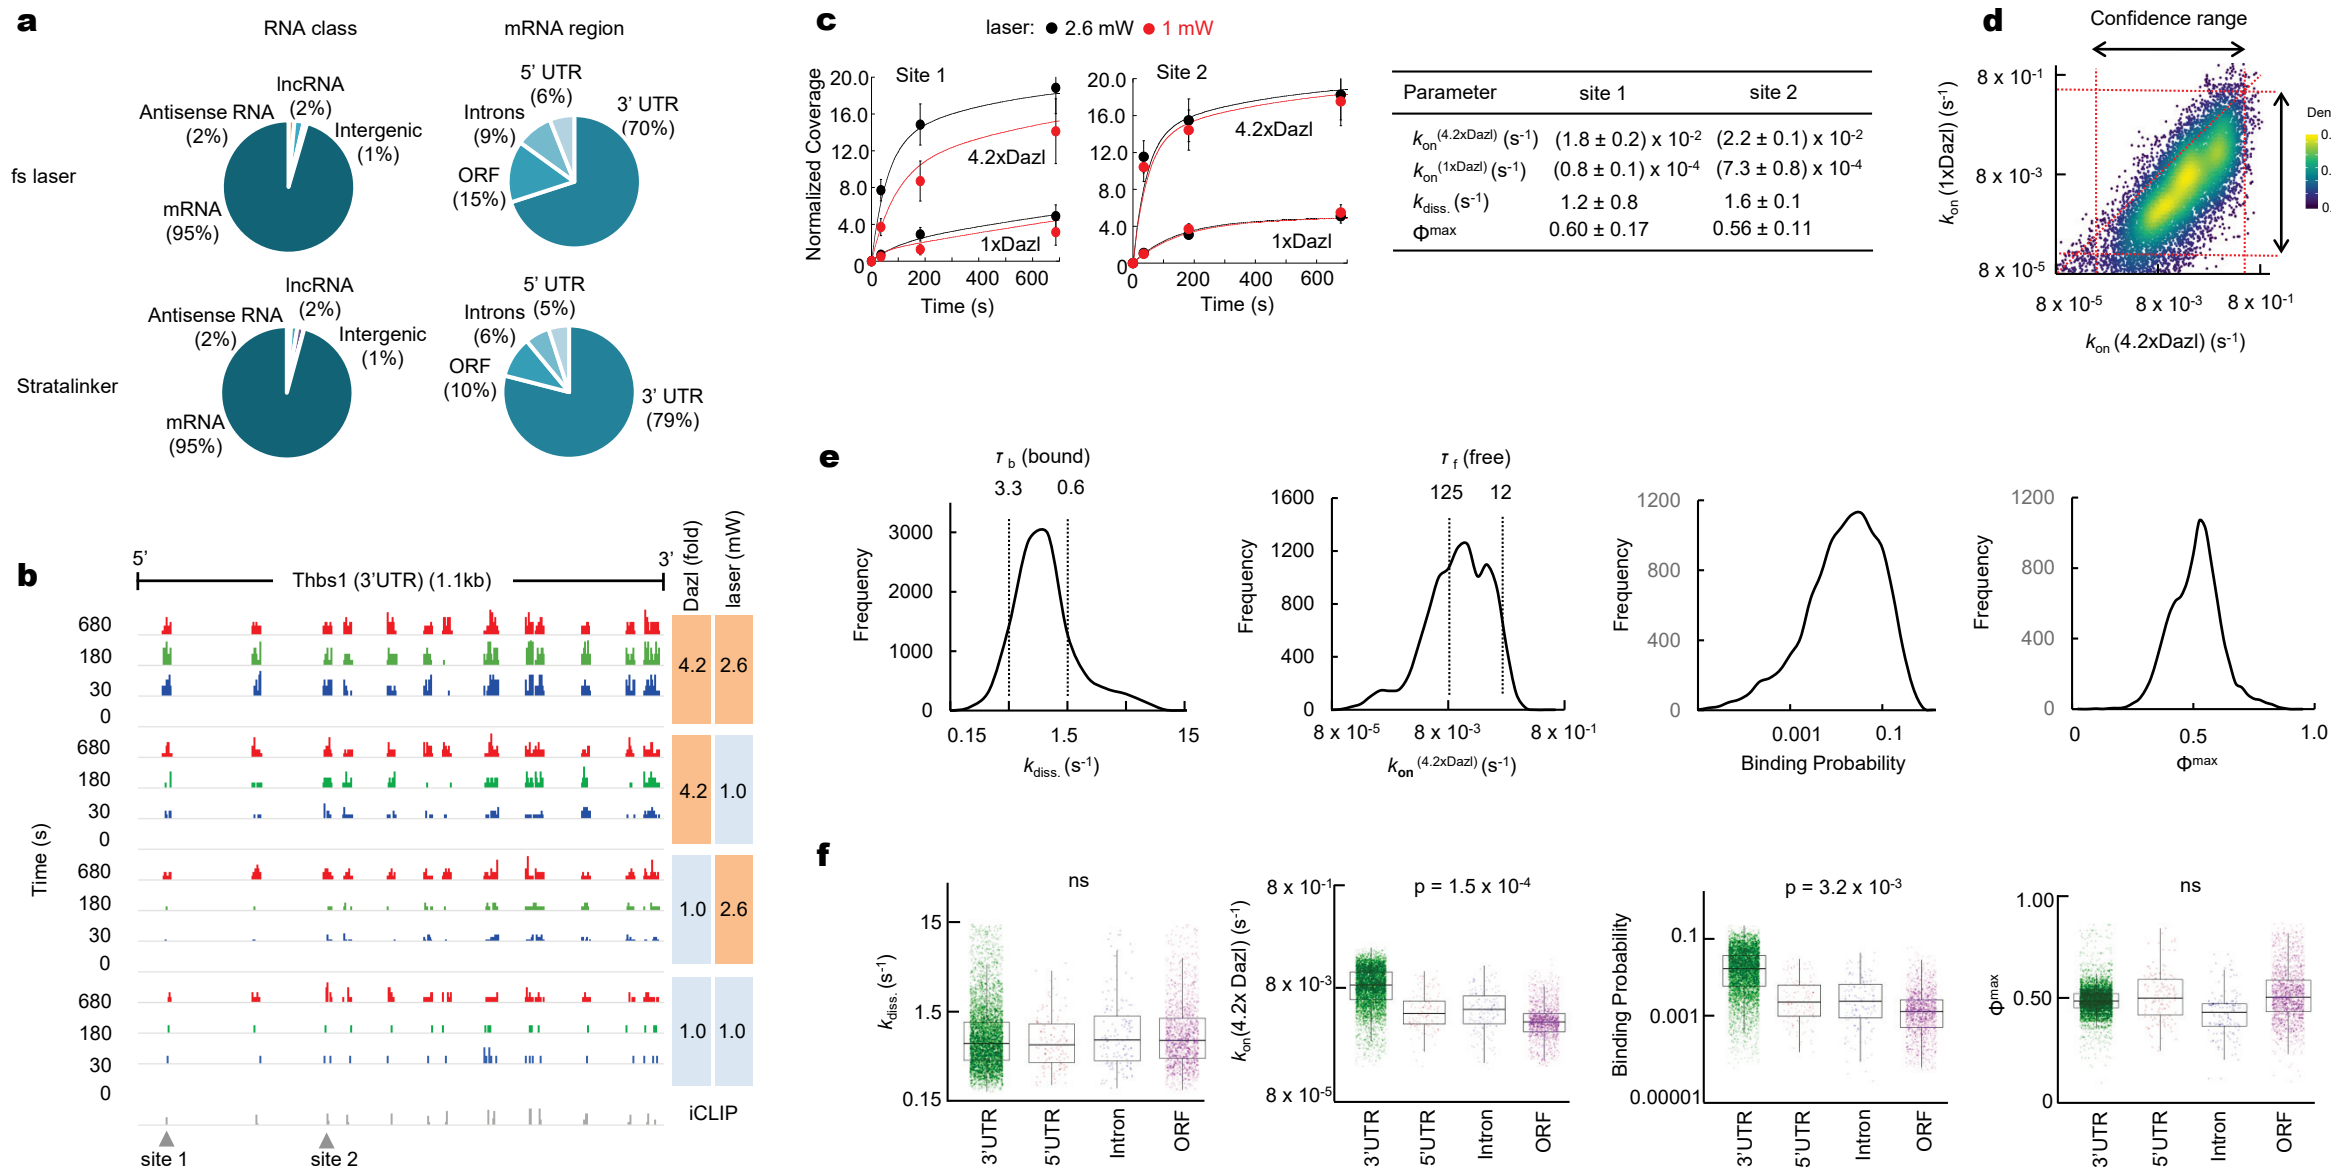 a
RNA class
mRNA region
fs laser
Antisense RNA
(2%)
lncRNA
(2%)
Intergenic
(1%)
mRNA
(95%)
5’ UTR
(6%)
Introns
(9%)
ORF
(15%)
3’ UTR
(70%)
Stratalinker
Antisense RNA
(2%)
lncRNA
(2%)
Intergenic
(1%)
mRNA
(95%)
5’ UTR
(5%)
Introns
(6%)
ORF
(10%)
3’ UTR
(79%)
b
5’
3’
Thbs1 (3’UTR) (1.1kb)
Dazl (fold)
laser (mW)
Time (s)
680
180
30
0
4.2
2.6
680
180
30
0
4.2
1.0
680
180
30
0
1.0
2.6
680
180
30
0
1.0
1.0
iCLIP
site 1
site 2
c
laser: 2.6 mW 1 mW
Normalized Coverage
Site 1
20.0
16.0
12.0
8.0
4.0
0
4.2xDazl
1xDazl
0 200 400 600
Time (s)
Site 2
20.0
16.0
12.0
8.0
4.0
0
4.2xDazl
1xDazl
0 200 400 600
Time (s)
Parameter site 1 site 2
kon(4.2xDazl) (s-1) (1.8 ± 0.2) x 10-2 (2.2 ± 0.1) x 10-2
kon(1xDazl) (s-1) (0.8 ± 0.1) x 10-4 (7.3 ± 0.8) x 10-4
kdiss. (s-1) 1.2 ± 0.8 1.6 ± 0.1
Φmax 0.60 ± 0.17 0.56 ± 0.11
d
Confidence range
kon (1xDazl) (s-1)
8 x 10-1
8 x 10-3
8 x 10-5
8 x 10-5 8 x 10-3 8 x 10-1
kon (4.2xDazl) (s-1)
Den
0.
0.
0.
e
τ b (bound)
3.3 0.6
Frequency
3000
2000
1000
0
0.15 1.5 15
kdiss. (s-1)
τ f (free)
125 12
Frequency
1600
1200
800
400
0
8 x 10-5 8 x 10-3 8 x 10-1
kon (4.2xDazl) (s-1)
Frequency
1200
800
400
0
0.001 0.1
Binding Probability
Frequency
1200
800
400
0
0 0.5 1.0
Φmax
f
ns
kdiss. (s-1)
15
1.5
0.15
3’UTR
5’UTR
Intron
ORF
p = 1.5 x 10-4
kon(4.2x Dazl) (s-1)
8 x 10-1
8 x 10-3
8 x 10-5
3’UTR
5’UTR
Intron
ORF
p = 3.2 x 10-3
Binding Probability
0.1
0.001
0.00001
3’UTR
5’UTR
Intron
ORF
ns
Φmax
1.00
0.50
0
3’UTR
5’UTR
Intron
ORF